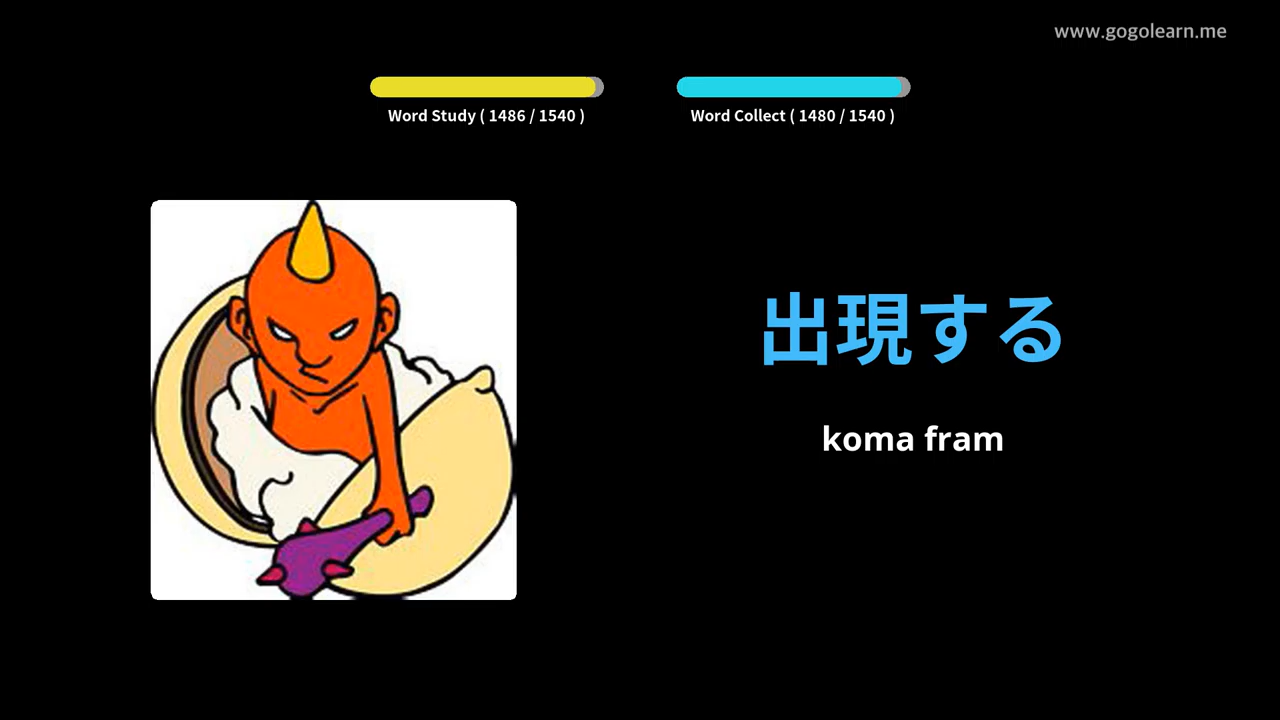 www.gogolearn.me
Word Study ( 1486 / 1540 )
Word Collect ( 1480 / 1540 )
出現する
koma fram